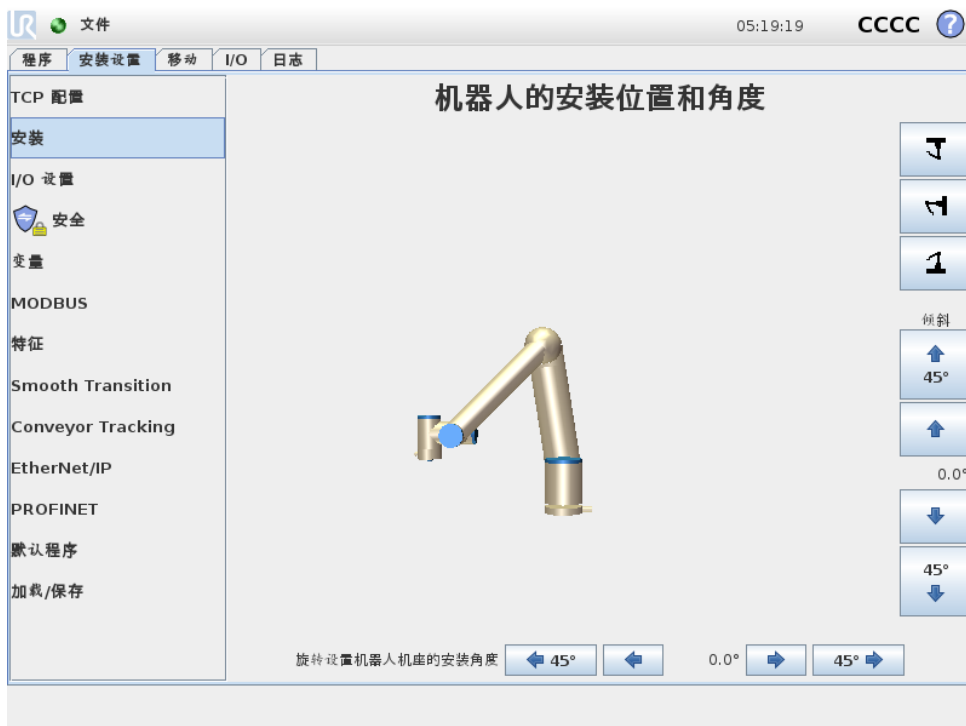 UR
文件
05:19:19
CCCC
?
程序
安装设置
移动
I/O
日志
TCP 配置
安装
I/O 设置
安全
变量
MODBUS
特征
Smooth Transition
Conveyor Tracking
EtherNet/IP
PROFINET
默认程序
加载/保存
机器人的安装位置和角度
倾斜
45°
0.0°
45°
旋转设置机器人机座的安装角度
45°
0.0°
45°